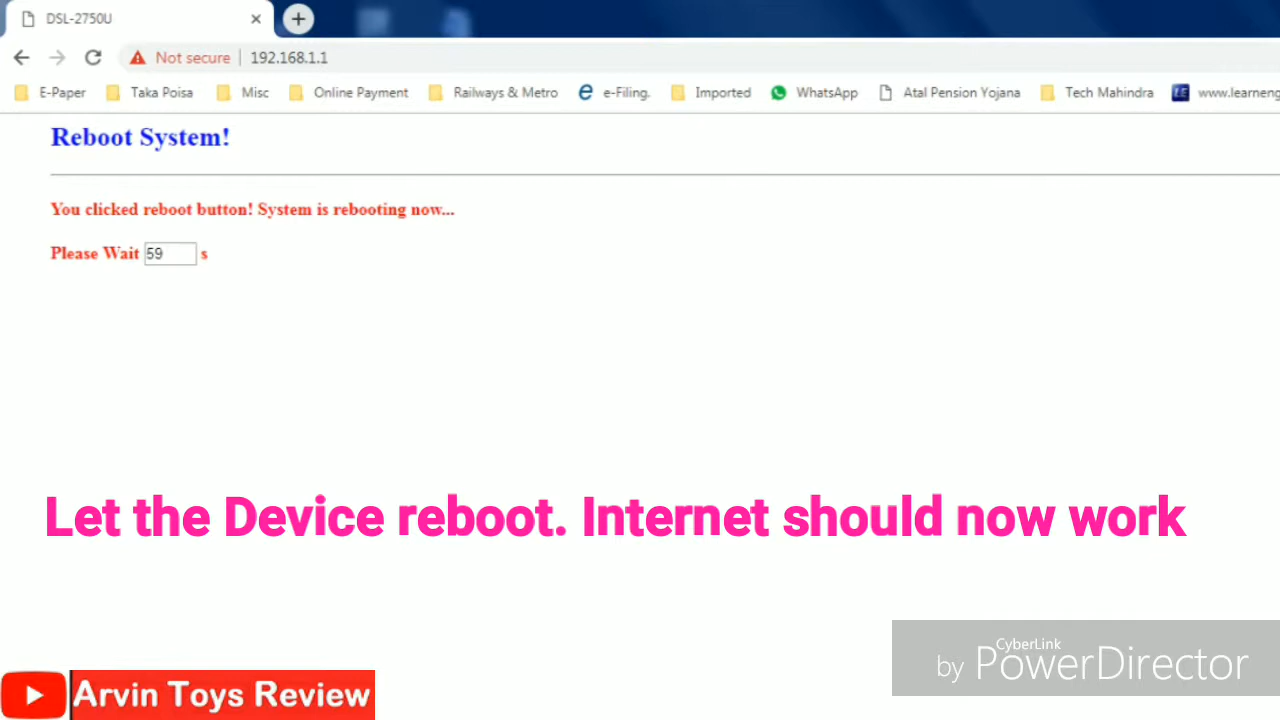 DSL-2750U
Not secure 192.168.1.1
E-Paper Taka Poisa Misc Online Payment Railways & Metro e-Filing. Imported WhatsApp Atal Pension Yojana Tech Mahindra www.learneng
Reboot System!
You clicked reboot button! System is rebooting now...
Please Wait 59 s
Let the Device reboot. Internet should now work
CyberLink
by PowerDirector
Arvin Toys Review